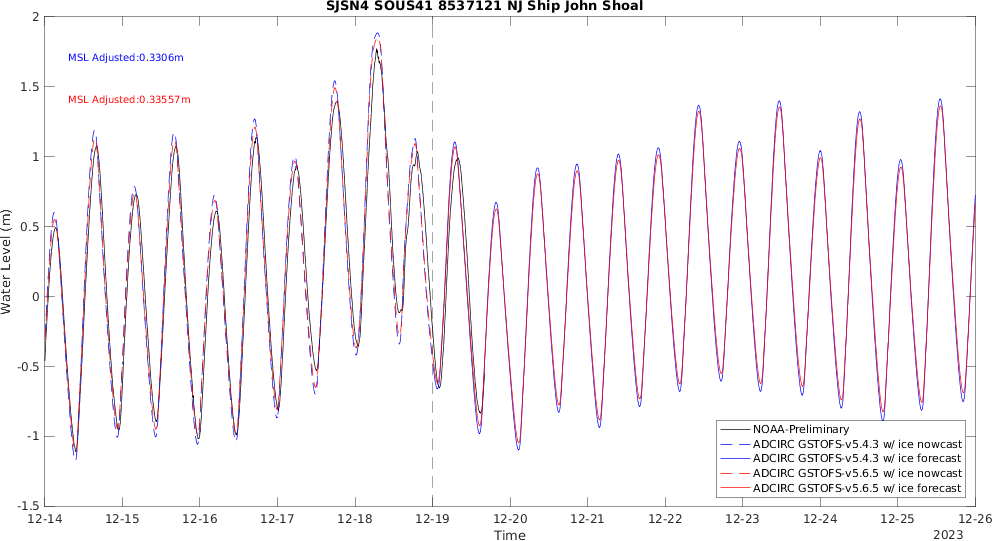 SJSN4 SOUS41 8537121 NJ Ship John Shoal
MSL Adjusted:0.3306m
MSL Adjusted:0.33557m
Water Level (m)
2
1.5
1
0.5
0
-0.5
-1
-1.5
NOAA-Preliminary
ADCIRC GSTOFS-v5.4.3 w/ ice nowcast
ADCIRC GSTOFS-v5.4.3 w/ ice forecast
ADCIRC GSTOFS-v5.6.5 w/ ice nowcast
ADCIRC GSTOFS-v5.6.5 w/ ice forecast
12-14 12-15 12-16 12-17 12-18 12-19 12-20 12-21 12-22 12-23 12-24 12-25 12-26
Time
2023